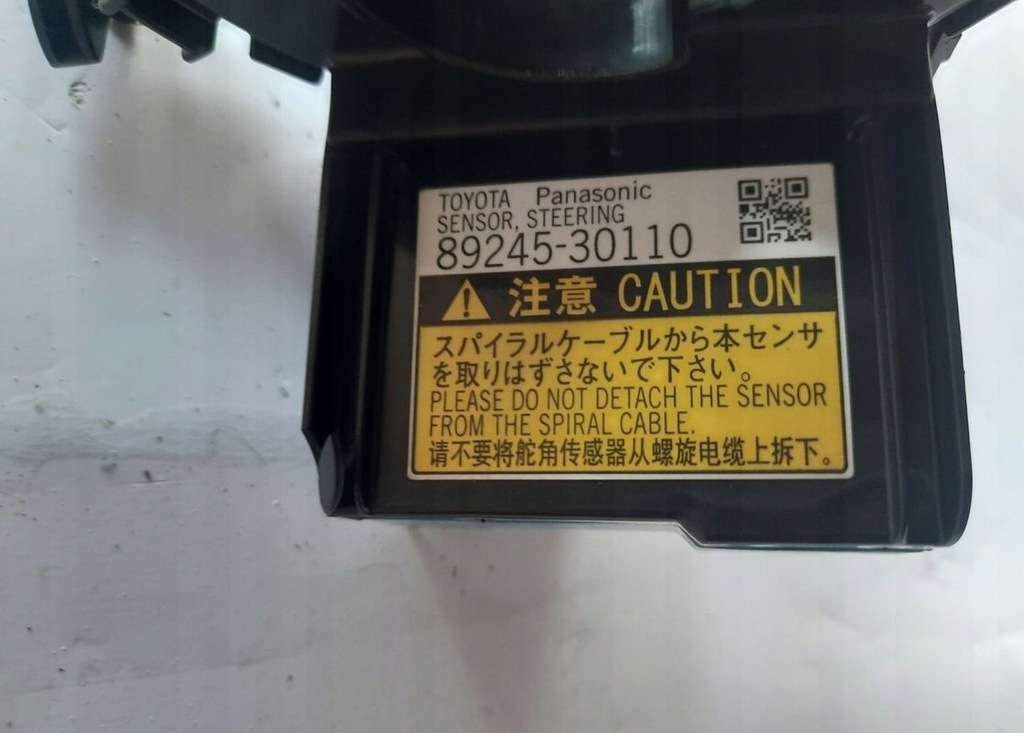 TOYOTA Panasonic
SENSOR, STEERING
89245-30110
注意 CAUTION
スパイラルケーブルから本センサ
を取りはずさないで下さい。
PLEASE DO NOT DETACH THE SENSOR
FROM THE SPIRAL CABLE.
请不要将舵角传感器从螺旋电缆上拆下。